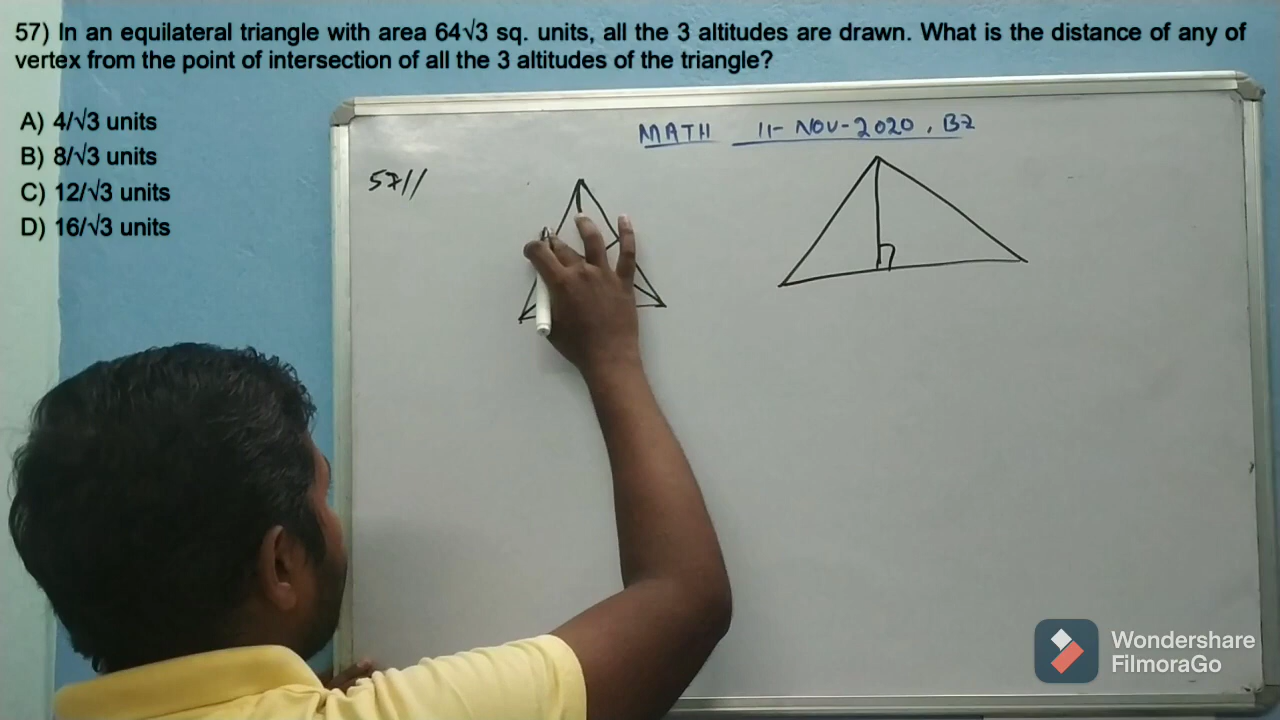 57) In an equilateral triangle with area 64√3 sq. units, all the 3 altitudes are drawn. What is the distance of any of
vertex from the point of intersection of all the 3 altitudes of the triangle?
A) 4/√3 units
B) 8/√3 units
C) 12/√3 units
D) 16/√3 units
MATH 11-NOV-2020, BZ
57//
Wondershare
FilmoraGo